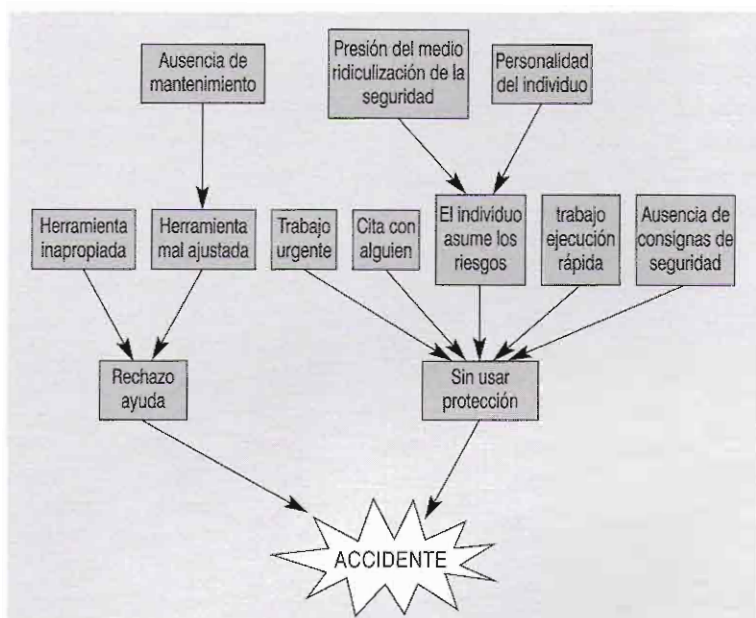 Ausencia de
mantenimiento
Presión del medio
ridiculización de la
seguridad
Personalidad
del individuo
Herramienta
inapropiada
Herramienta
mal ajustada
Trabajo
urgente
Cita con
alguien
El individuo
asume los
riesgos
trabajo
ejecución
rápida
Ausencia de
consignas de
seguridad
Rechazo
ayuda
Sin usar
protección
ACCIDENTE